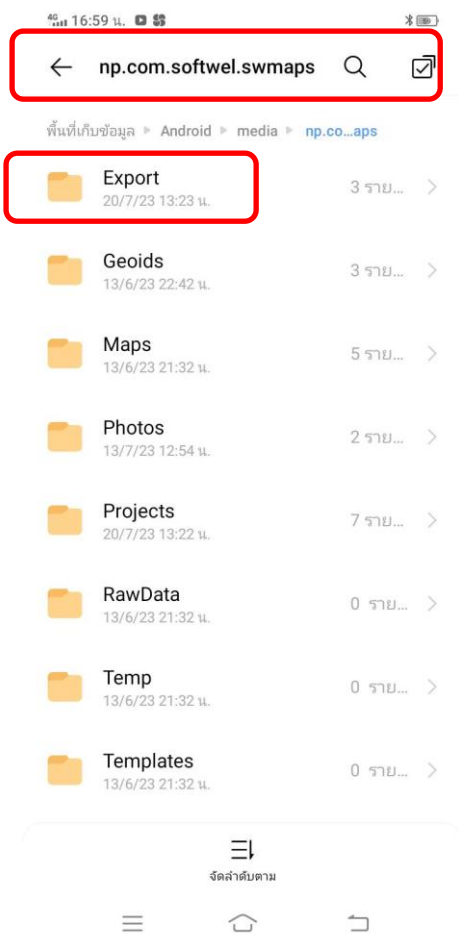 4G 16:59 น.
np.com.softwel.swmaps
พื้นที่เก็บข้อมูล ▸ Android ▸ media ▸ np.co...aps
Export
20/7/23 13:23 น.
3 ราย...
Geoids
13/6/23 22:42 น.
3 ราย...
Maps
13/6/23 21:32 น.
5 ราย...
Photos
13/7/23 12:54 น.
2 ราย...
Projects
20/7/23 13:22 น.
7 ราย...
RawData
13/6/23 21:32 น.
0 ราย...
Temp
13/6/23 21:32 น.
0 ราย...
Templates
13/6/23 21:32 น.
0 ราย...
จัดลำดับตาม